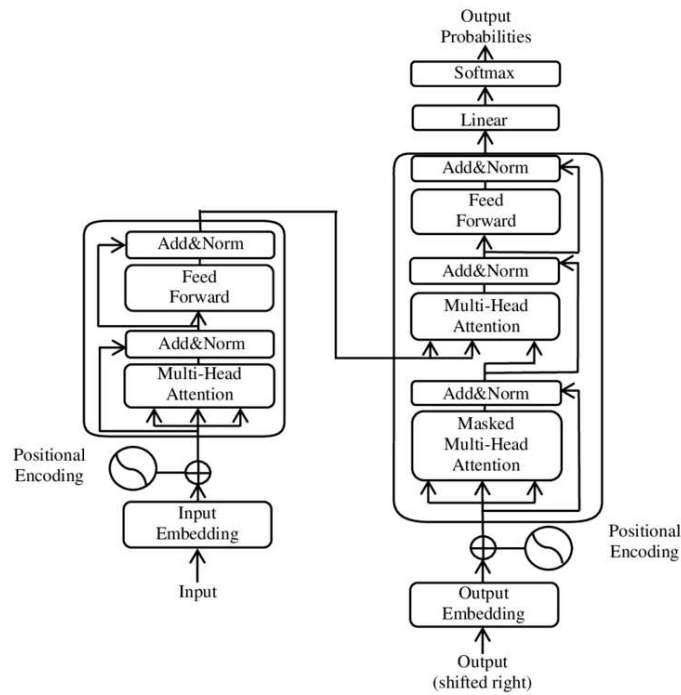 Output
Probabilities
Softmax
Linear
Add&Norm
Feed
Forward
Add&Norm
Multi-Head
Attention
Add&Norm
Masked
Multi-Head
Attention
Positional
Encoding
Output
Embedding
Output
(shifted right)
Add&Norm
Feed
Forward
Add&Norm
Multi-Head
Attention
Positional
Encoding
Input
Embedding
Input